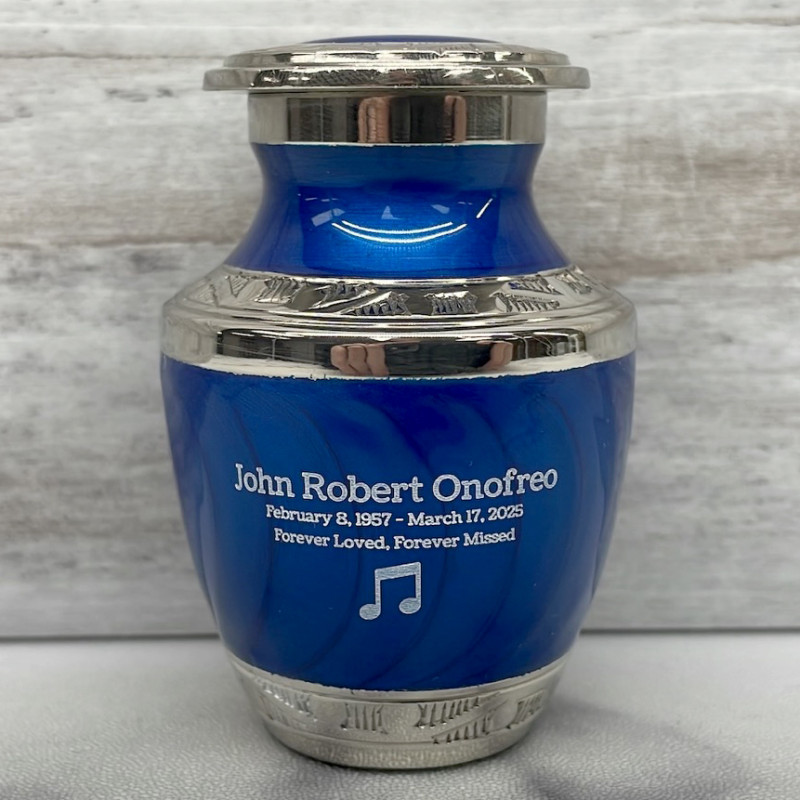 John Robert Onofreo
February 8, 1957 - March 17, 2025
Forever Loved, Forever Missed